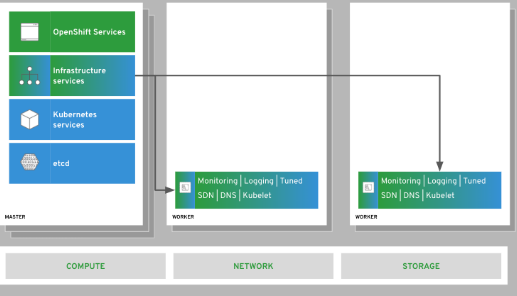 OpenShift Services
Infrastructure
services
Kubernetes
services
etcd
MASTER
Monitoring | Logging | Tuned
SDN | DNS | Kubelet
WORKER
Monitoring | Logging | Tuned
SDN | DNS | Kubelet
WORKER
COMPUTE
NETWORK
STORAGE